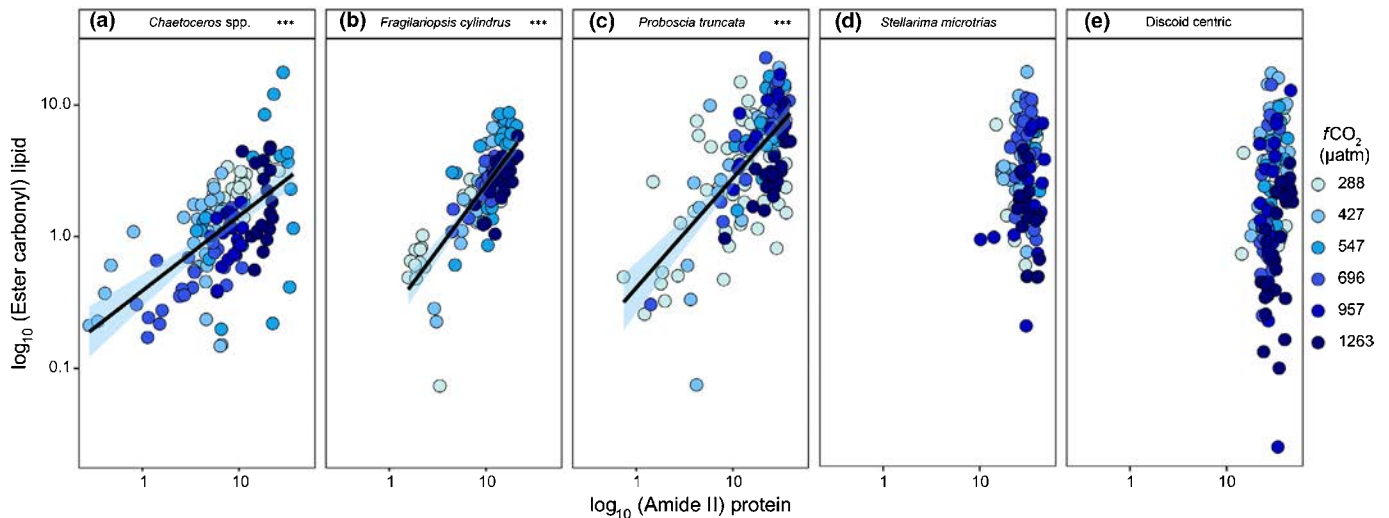 (a) Chaetoceros spp. ***
(b) Fragilariopsis cylindrus ***
(c) Proboscia truncata ***
(d) Stellarima microtrias
(e) Discoid centric
log₁₀ (Ester carbonyl) lipid
10.0
1.0
0.1
1 10
1 10
1 10
1 10
1 10
log₁₀ (Amide II) protein
fCO₂
(µatm)
288
427
547
696
957
1263